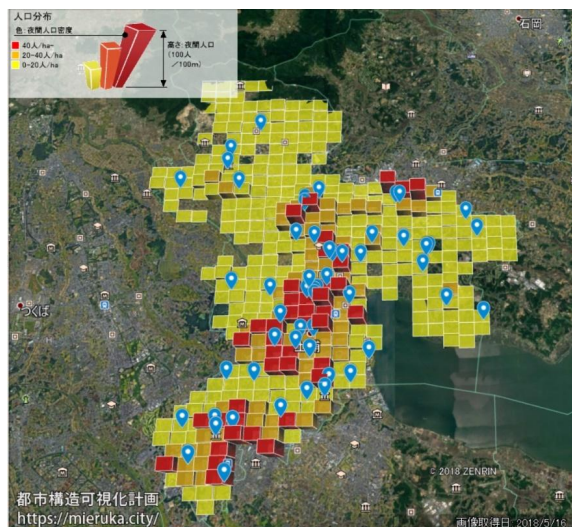 人口分布
色:夜間人口密度
40人/ha-
20-40人/ha
0-20人/ha
高さ:夜間人口
(100人
/100m)
石岡
つくば
© 2018 ZENRIN
都市構造可視化計画
https://mieruka.city/
画像取得日: 2018/5/16